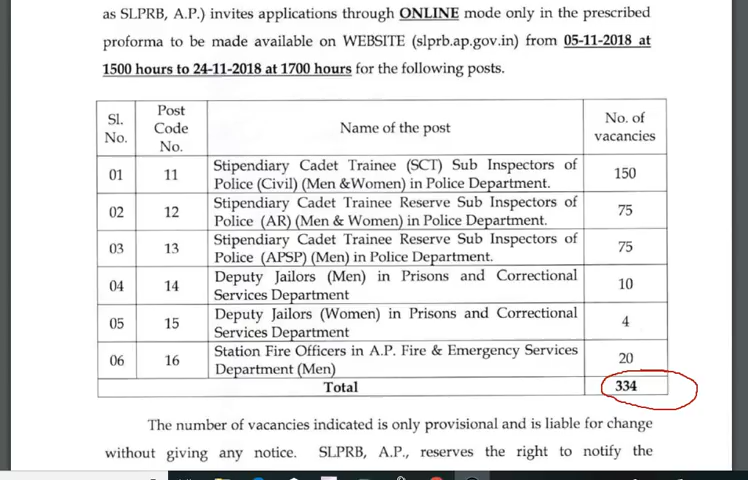 as SLPRB, A.P.) invites applications through ONLINE mode only in the prescribed
proforma to be made available on WEBSITE (slprb.ap.gov.in) from 05-11-2018 at
1500 hours to 24-11-2018 at 1700 hours for the following posts.
Sl. No. Post Code No. Name of the post No. of vacancies
01 11 Stipendiary Cadet Trainee (SCT) Sub Inspectors of
Police (Civil) (Men &Women) in Police Department. 150
02 12 Stipendiary Cadet Trainee Reserve Sub Inspectors of
Police (AR) (Men & Women) in Police Department. 75
03 13 Stipendiary Cadet Trainee Reserve Sub Inspectors of
Police (APSP) (Men) in Police Department. 75
04 14 Deputy Jailors (Men) in Prisons and Correctional
Services Department 10
05 15 Deputy Jailors (Women) in Prisons and Correctional
Services Department 4
06 16 Station Fire Officers in A.P. Fire & Emergency Services
Department (Men) 20
Total 334
The number of vacancies indicated is only provisional and is liable for change
without giving any notice. SLPRB, A.P., reserves the right to notify the